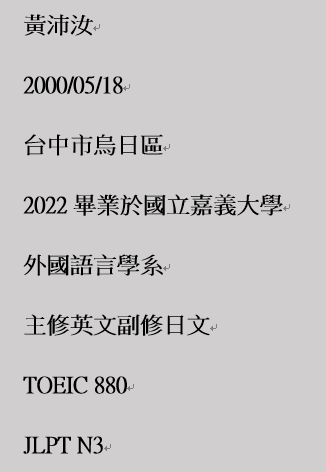 黃沛汝
2000/05/18
台中市烏日區
2022 畢業於國立嘉義大學
外國語言學系
主修英文副修日文
TOEIC 880
JLPT N3